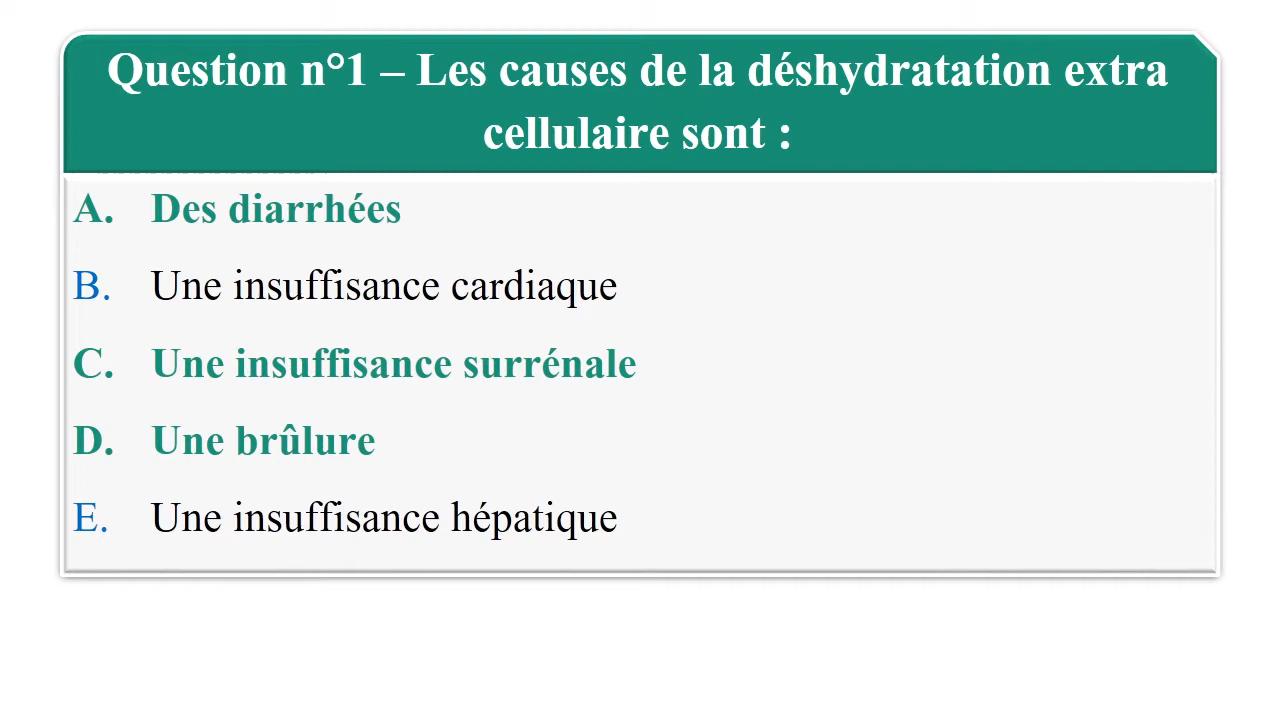 Question n°1 – Les causes de la déshydratation extra
cellulaire sont :
A. Des diarrhées
B. Une insuffisance cardiaque
C. Une insuffisance surrénale
D. Une brûlure
E. Une insuffisance hépatique